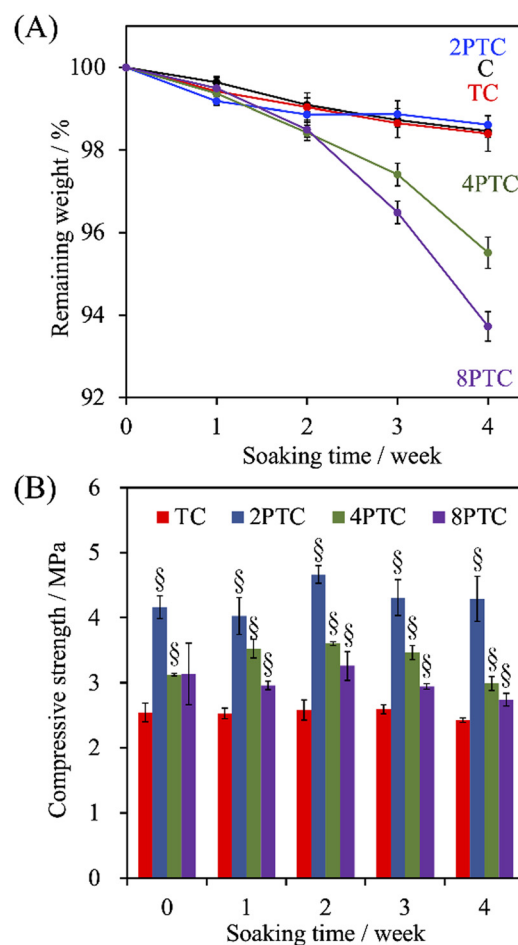 (A)
2PTC
C
TC
4PTC
8PTC
100
98
96
94
92
Remaining weight / %
0 1 2 3 4
Soaking time / week
(B)
6
5
4
3
2
1
0
Compressive strength / MPa
TC 2PTC 4PTC 8PTC
§ § § § §
§ § § § §
§ § § §
0 1 2 3 4
Soaking time / week